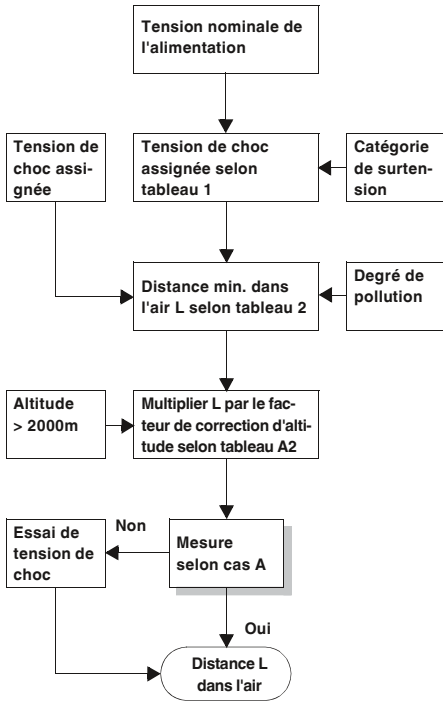 Tension nominale de
l'alimentation
Tension de
choc assi-
gnée
Tension de choc
assignée selon
tableau 1
Catégorie
de surten-
sion
Distance min. dans
l'air L selon tableau 2
Degré de
pollution
Altitude
> 2000m
Multiplier L par le fac-
teur de correction d'alti-
tude selon tableau A2
Essai de
tension de
choc
Non
Mesure
selon cas A
Oui
Distance L
dans l'air